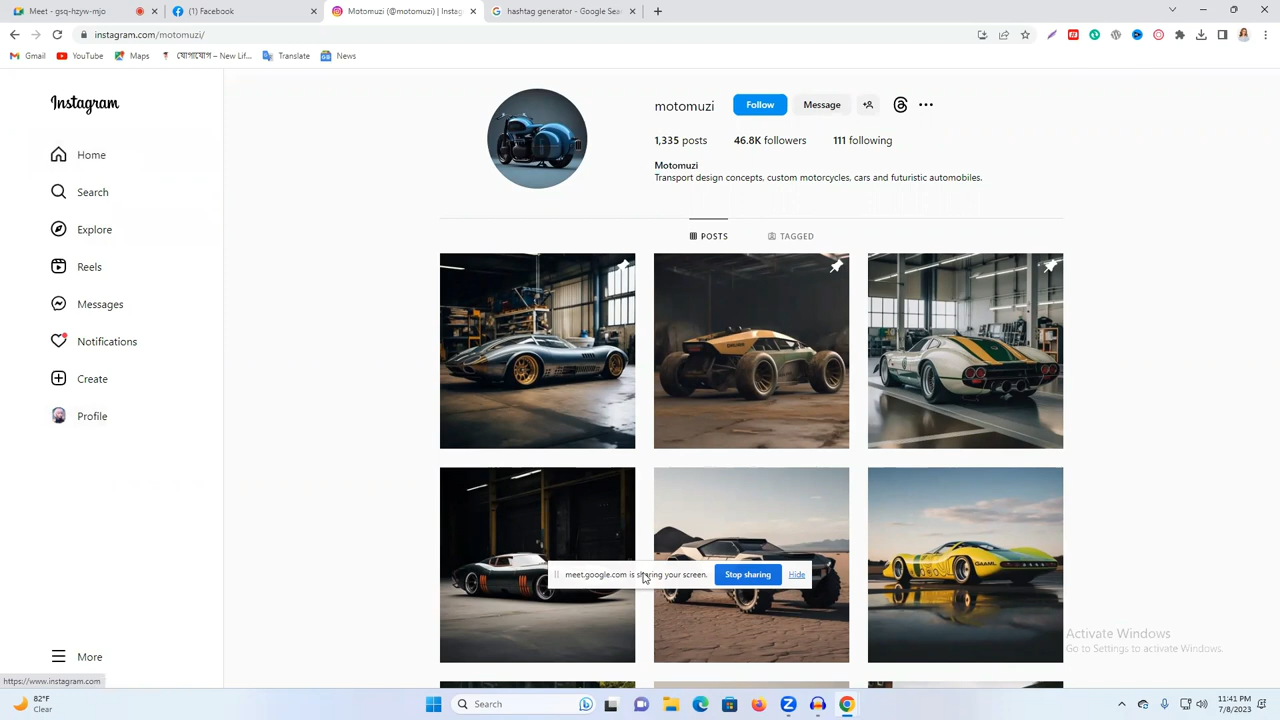 Meet - gsq-hzyw-mjo
(1) Facebook
Motomuzi (@motomuzi) | Instag
hashtag generator - Google Sea
instagram.com/motomuzi/
Gmail YouTube Maps যোগাযোগ – New Lif... Translate News
Instagram
Home
Search
Explore
Reels
Messages
Notifications
Create
Profile
More
motomuzi Follow Message
1,335 posts 46.8K followers 111 following
Motomuzi
Transport design concepts, custom motorcycles, cars and futuristic automobiles.
POSTS TAGGED
meet.google.com is sharing your screen. Stop sharing Hide
Activate Windows
Go to Settings to activate Windows.
https://www.instagram.com
82°F
Clear
Search
11:41 PM
7/8/2023